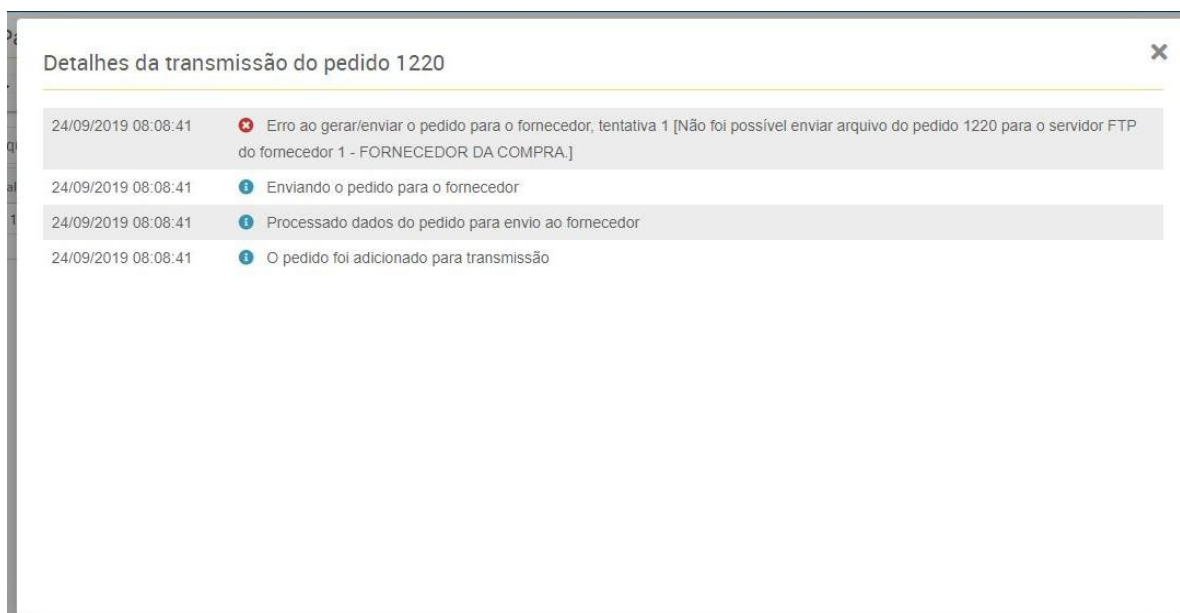 Detalhes da transmissão do pedido 1220
24/09/2019 08:08:41 Erro ao gerar/enviar o pedido para o fornecedor, tentativa 1 [Não foi possível enviar arquivo do pedido 1220 para o servidor FTP
do fornecedor 1 - FORNECEDOR DA COMPRA.]
24/09/2019 08:08:41 Enviando o pedido para o fornecedor
24/09/2019 08:08:41 Processado dados do pedido para envio ao fornecedor
24/09/2019 08:08:41 O pedido foi adicionado para transmissão